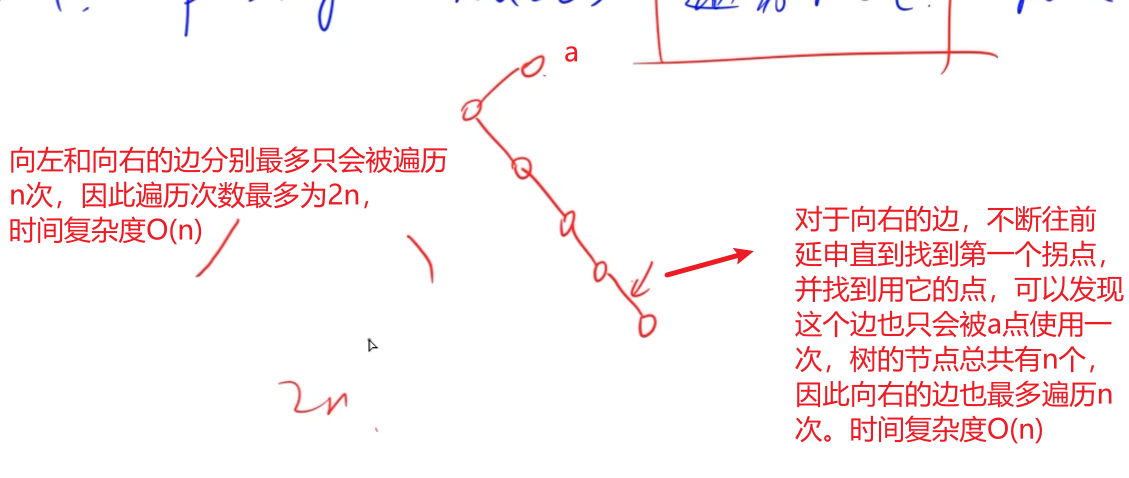 a
向左和向右的边分别最多只会被遍历
n次，因此遍历次数最多为2n，
时间复杂度O(n)
对于向右的边，不断往前
延申直到找到第一个拐点，
并找到用它的点，可以发现
这个边也只会被a点使用一
次，树的节点总共有n个，
因此向右的边也最多遍历n
次。时间复杂度O(n)
2n